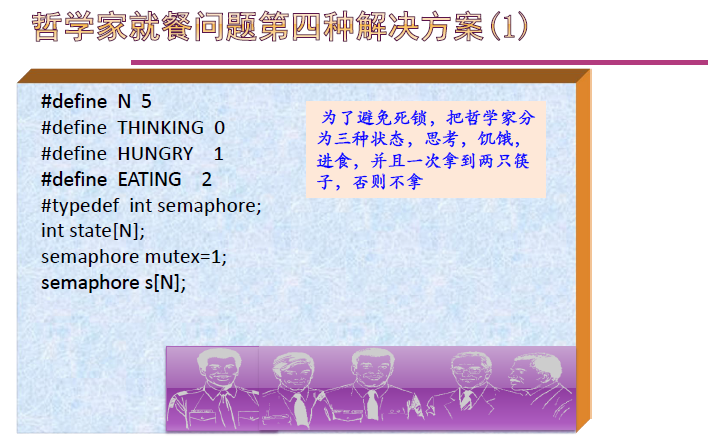 哲学家就餐问题第四种解决方案(1)
#define N 5
#define THINKING 0
#define HUNGRY 1
#define EATING 2
#typedef int semaphore;
int state[N];
semaphore mutex=1;
semaphore s[N];
为了避免死锁，把哲学家分
为三种状态，思考，饥饿，
进食，并且一次拿到两只筷
子，否则不拿